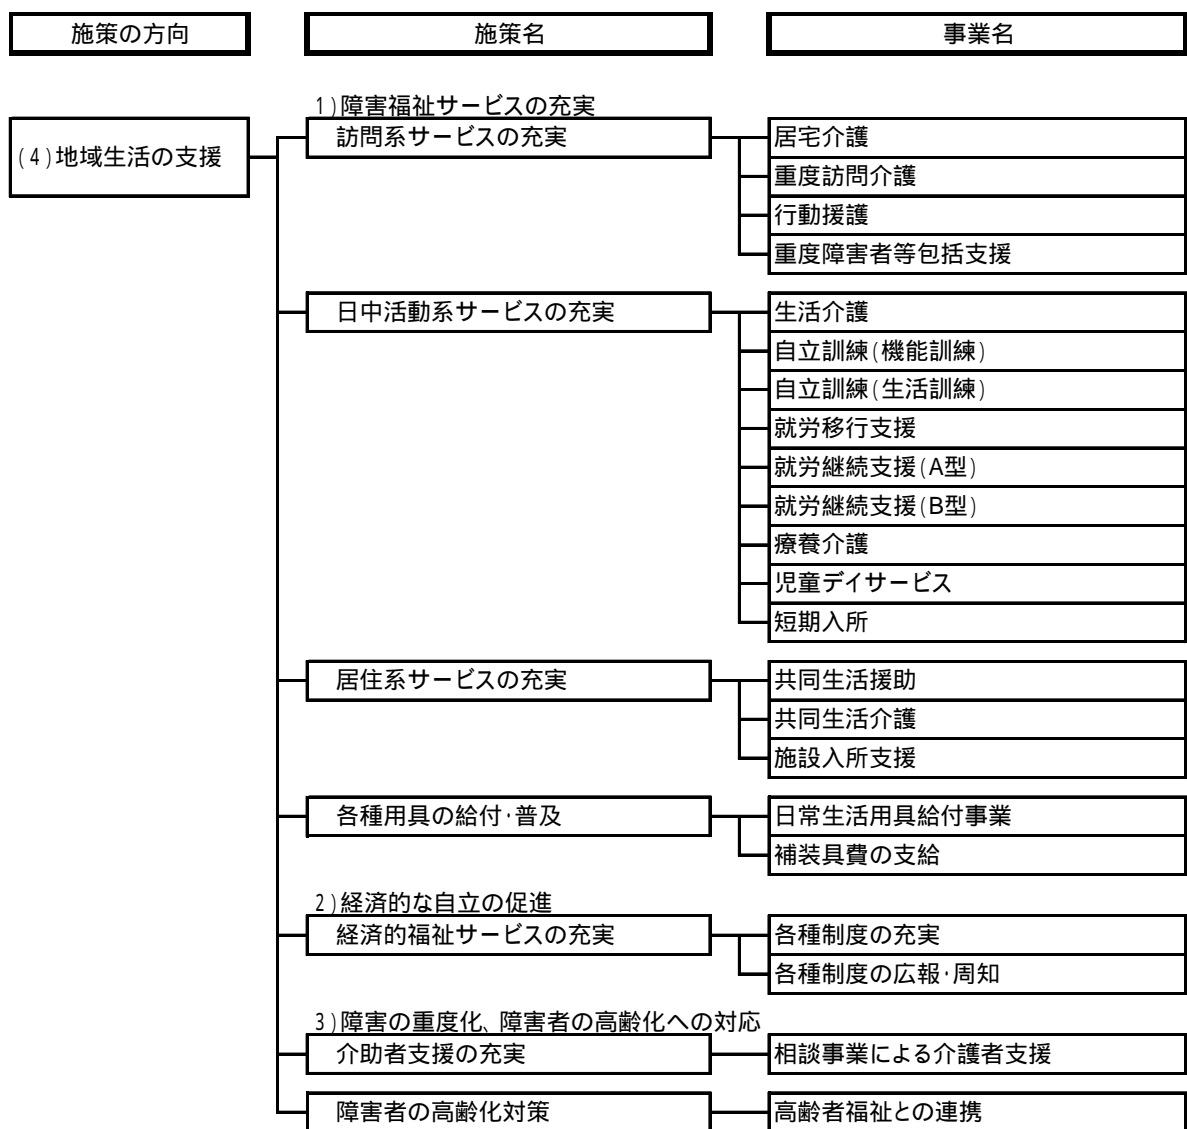 施策の方向
施策名
事業名
(4)地域生活の支援
1)障害福祉サービスの充実
訪問系サービスの充実
居宅介護
重度訪問介護
行動援護
重度障害者等包括支援
日中活動系サービスの充実
生活介護
自立訓練(機能訓練)
自立訓練(生活訓練)
就労移行支援
就労継続支援(A型)
就労継続支援(B型)
療養介護
児童デイサービス
短期入所
居住系サービスの充実
共同生活援助
共同生活介護
施設入所支援
各種用具の給付・普及
日常生活用具給付事業
補装具費の支給
2)経済的な自立の促進
経済的福祉サービスの充実
各種制度の充実
各種制度の広報・周知
3)障害の重度化、障害者の高齢化への対応
介助者支援の充実
相談事業による介護者支援
障害者の高齢化対策
高齢者福祉との連携